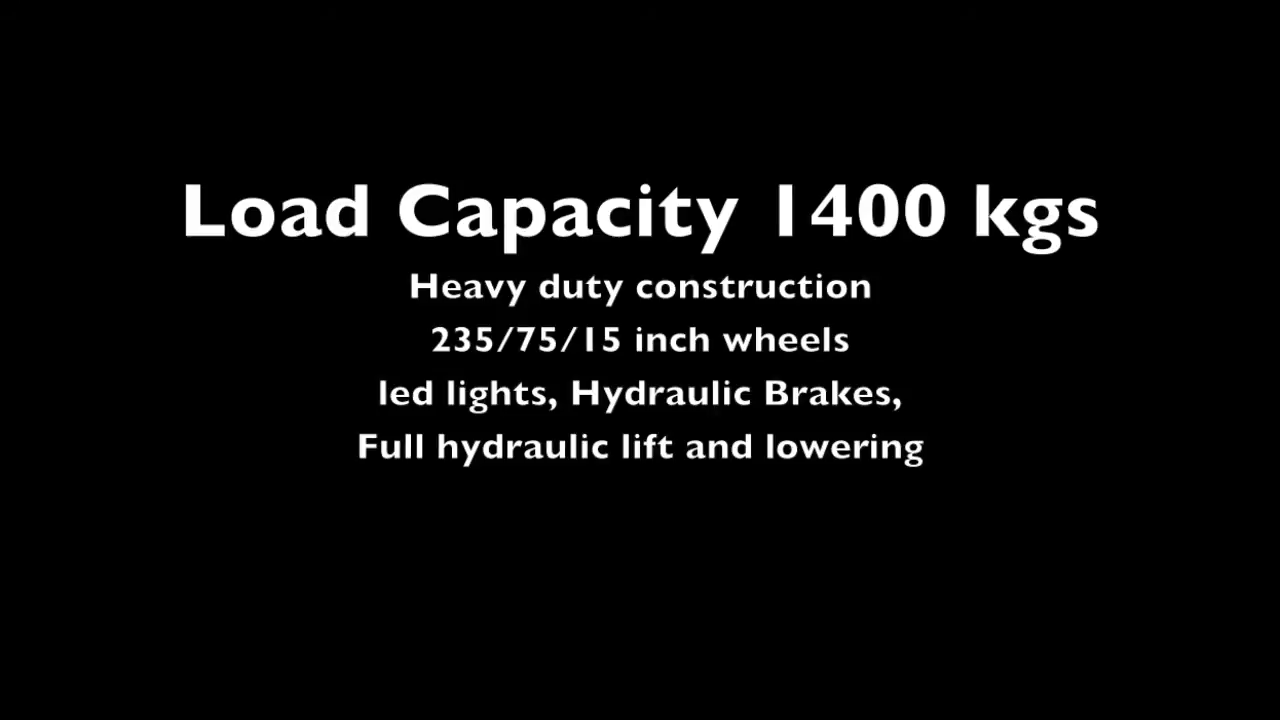 Load Capacity 1400 kgs
Heavy duty construction
235/75/15 inch wheels
led lights, Hydraulic Brakes,
Full hydraulic lift and lowering